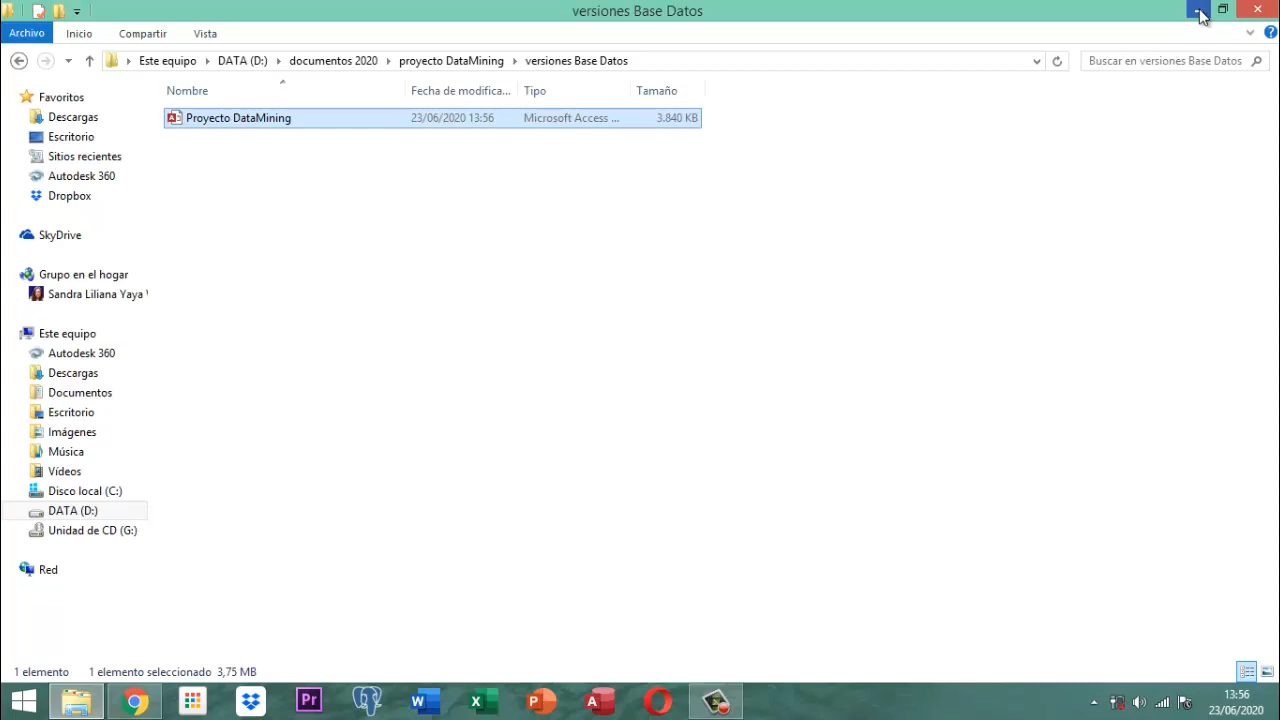 versiones Base Datos
Archivo Inicio Compartir Vista
Este equipo DATA (D:) documentos 2020 proyecto DataMining versiones Base Datos Buscar en versiones Base Datos
Nombre Fecha de modifica... Tipo Tamaño
Proyecto DataMining 23/06/2020 13:56 Microsoft Access ... 3.840 KB
Favoritos
Descargas
Escritorio
Sitios recientes
Autodesk 360
Dropbox
SkyDrive
Grupo en el hogar
Sandra Liliana Yaya
Este equipo
Autodesk 360
Descargas
Documentos
Escritorio
Imágenes
Música
Vídeos
Disco local (C:)
DATA (D:)
Unidad de CD (G:)
Red
1 elemento 1 elemento seleccionado 3,75 MB
Pr W X P A
13:56
23/06/2020